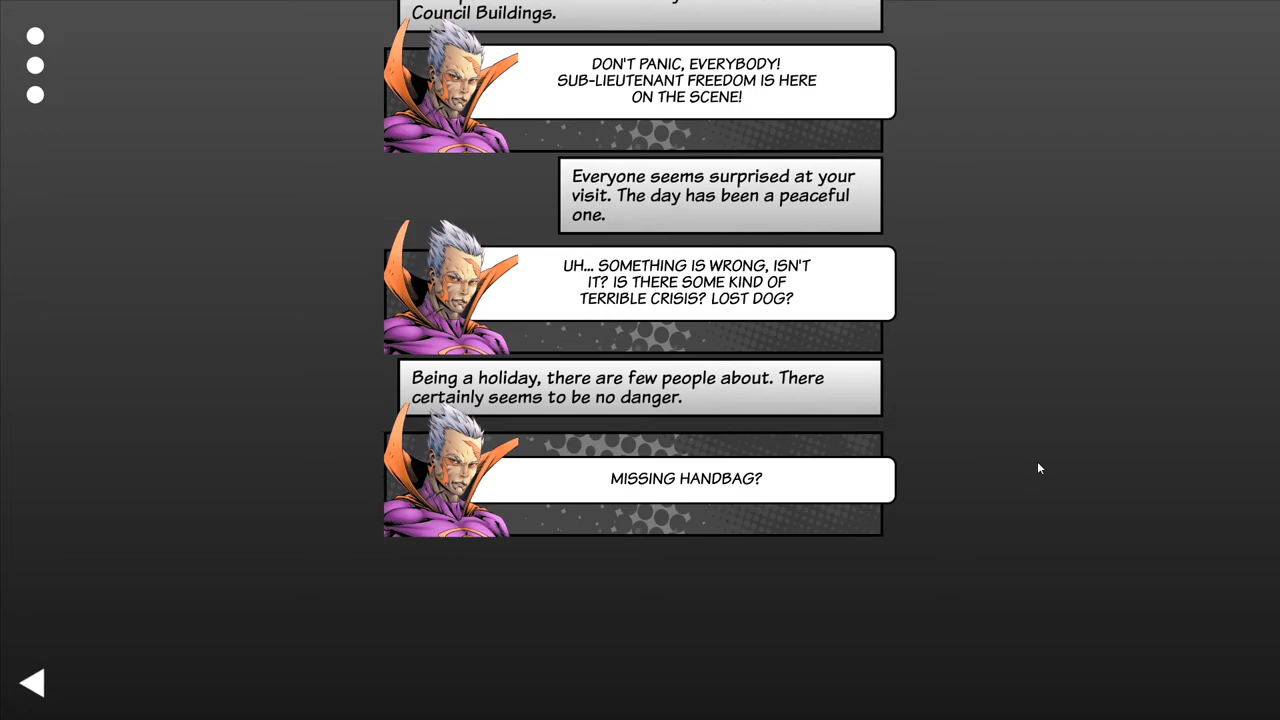 Council Buildings.
DON'T PANIC, EVERYBODY!
SUB-LIEUTENANT FREEDOM IS HERE
ON THE SCENE!
Everyone seems surprised at your
visit. The day has been a peaceful
one.
UH... SOMETHING IS WRONG, ISN'T
IT? IS THERE SOME KIND OF
TERRIBLE CRISIS? LOST DOG?
Being a holiday, there are few people about. There
certainly seems to be no danger.
MISSING HANDBAG?